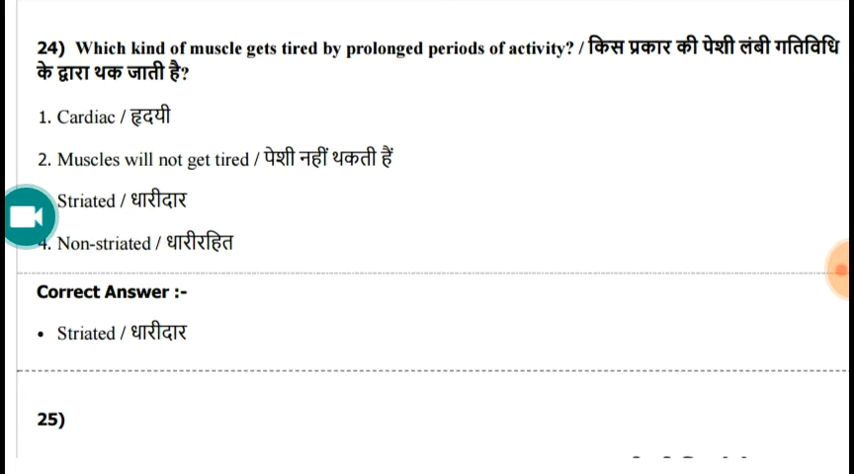 24) Which kind of muscle gets tired by prolonged periods of activity? / किस प्रकार की पेशी लंबी गतिविधि
के द्वारा थक जाती है?
1. Cardiac / हृदयी
2. Muscles will not get tired / पेशी नहीं थकती हैं
Striated / धारीदार
4. Non-striated / धारीरहित
Correct Answer :-
• Striated / धारीदार
25)